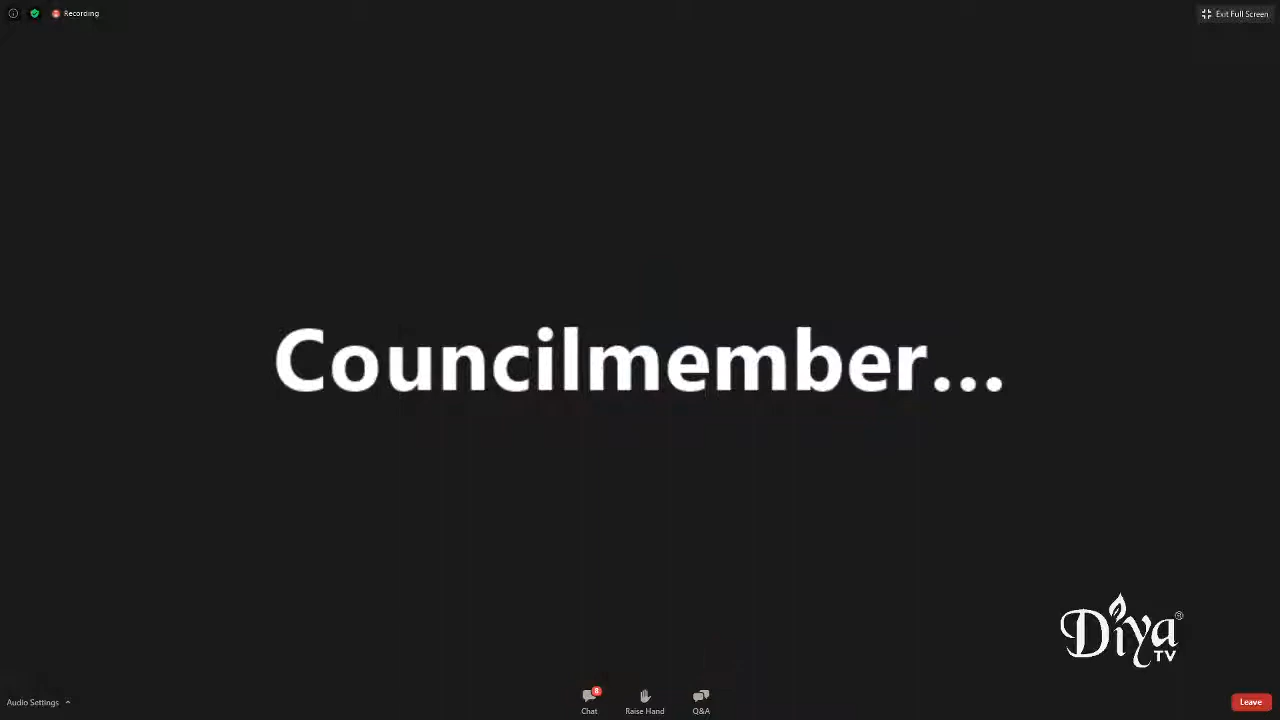 Recording
Exit Full Screen
Councilmember...
Diya®
TV
Audio Settings
8
Chat
Raise Hand
Q&A
Leave